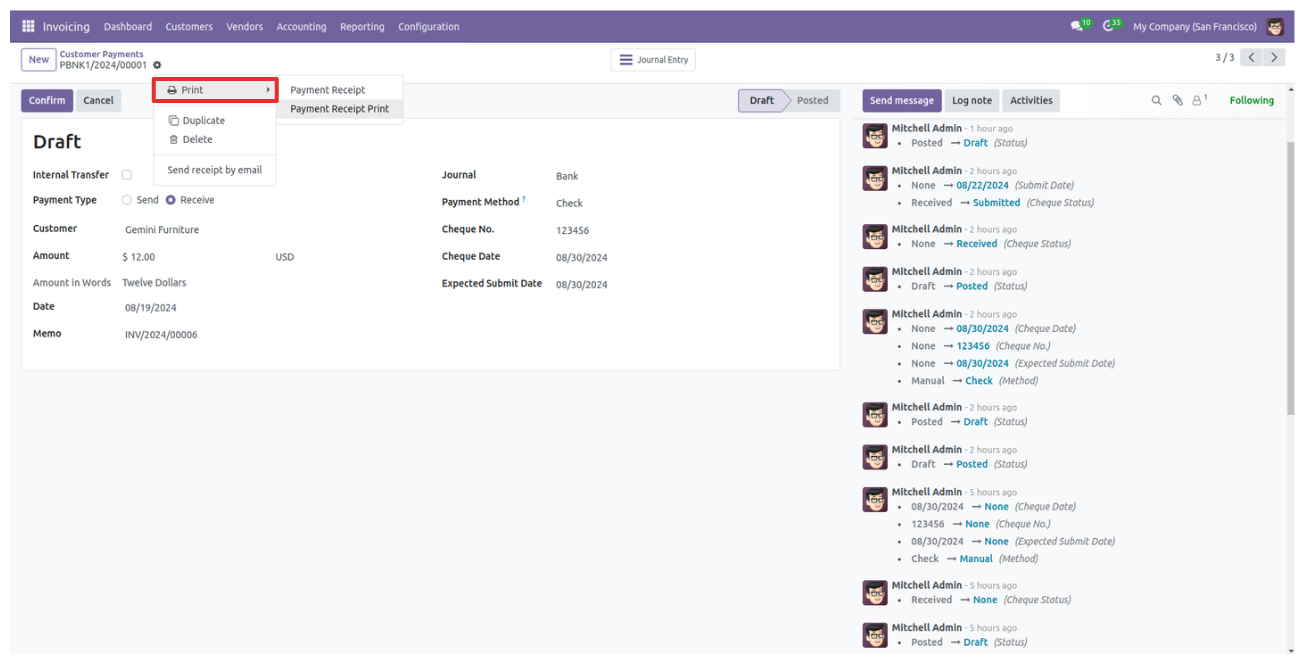 Invoicing Dashboard Customers Vendors Accounting Reporting Configuration 10 35 My Company (San Francisco)
New Customer Payments
PBNK1/2024/00001
Journal Entry
3 / 3
Confirm Cancel
Print
Payment Receipt
Payment Receipt Print
Duplicate
Delete
Send receipt by email
Draft Posted
Draft
Internal Transfer
Payment Type Send Receive
Customer Gemini Furniture
Amount $ 12.00 USD
Amount in Words Twelve Dollars
Date 08/19/2024
Memo INV/2024/00006
Journal Bank
Payment Method ? Check
Cheque No. 123456
Cheque Date 08/30/2024
Expected Submit Date 08/30/2024
Send message Log note Activities 1 Following
Mitchell Admin - 1 hour ago
• Posted → Draft (Status)
Mitchell Admin - 2 hours ago
• None → 08/22/2024 (Submit Date)
• Received → Submitted (Cheque Status)
Mitchell Admin - 2 hours ago
• None → Received (Cheque Status)
Mitchell Admin - 2 hours ago
• Draft → Posted (Status)
Mitchell Admin - 2 hours ago
• None → 08/30/2024 (Cheque Date)
• None → 123456 (Cheque No.)
• None → 08/30/2024 (Expected Submit Date)
• Manual → Check (Method)
Mitchell Admin - 2 hours ago
• Posted → Draft (Status)
Mitchell Admin - 2 hours ago
• Draft → Posted (Status)
Mitchell Admin - 5 hours ago
• 08/30/2024 → None (Cheque Date)
• 123456 → None (Cheque No.)
• 08/30/2024 → None (Expected Submit Date)
• Check → Manual (Method)
Mitchell Admin - 5 hours ago
• Received → None (Cheque Status)
Mitchell Admin - 5 hours ago
• Posted → Draft (Status)